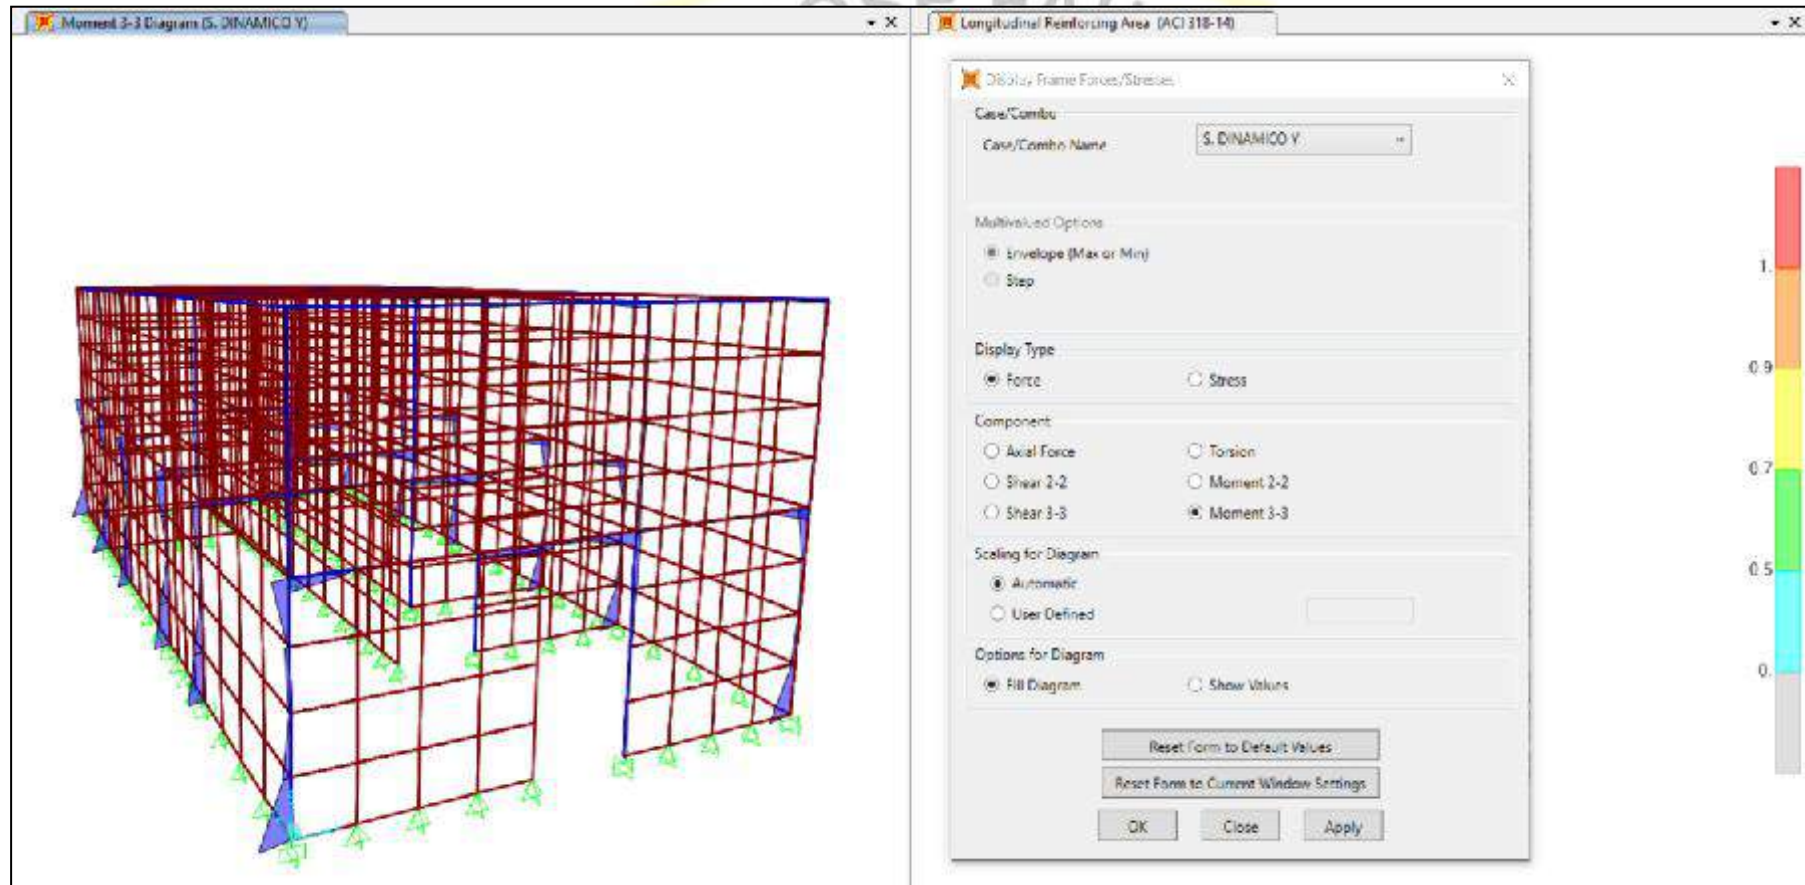 Moment 3-3 Diagram (S. DINAMICO Y)
Longitudinal Reinforcing Area (ACI 318-14)
Display Frame Forces/Stresses
Case/Combo
Case/Combo Name
S. DINAMICO Y
Multivalued Options
Envelope (Max or Min)
Step
Display Type
Force
Stress
Component
Axial Force
Torsion
Shear 2-2
Moment 2-2
Shear 3-3
Moment 3-3
Scaling for Diagram
Automatic
User Defined
Options for Diagram
Fill Diagram
Show Values
Reset Form to Default Values
Reset Form to Current Window Settings
OK
Close
Apply
1.
0.9
0.7
0.5
0.